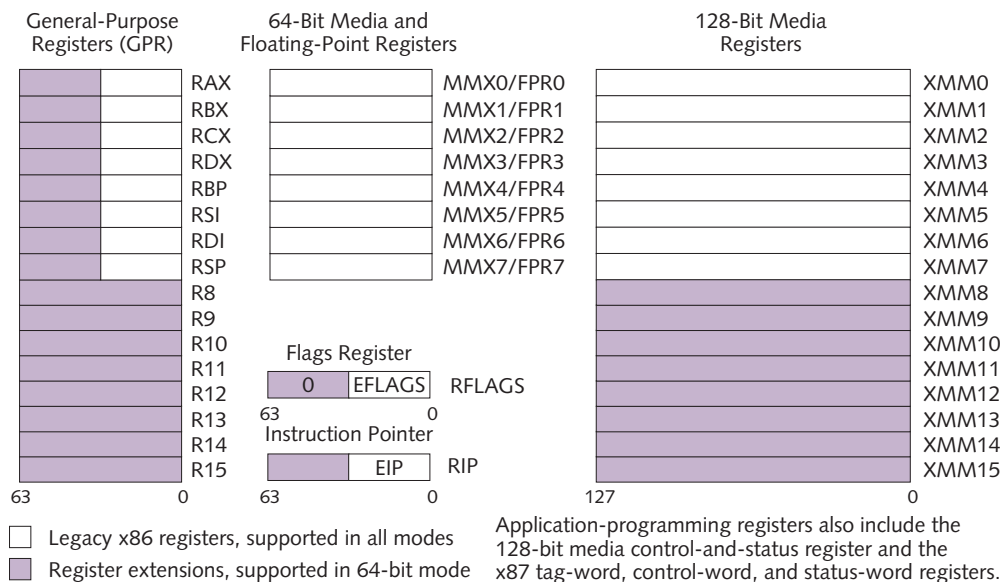 General-Purpose
Registers (GPR)
RAX
RBX
RCX
RDX
RBP
RSI
RDI
RSP
R8
R9
R10
R11
R12
R13
R14
R15
63 0
64-Bit Media and
Floating-Point Registers
MMX0/FPR0
MMX1/FPR1
MMX2/FPR2
MMX3/FPR3
MMX4/FPR4
MMX5/FPR5
MMX6/FPR6
MMX7/FPR7
Flags Register
0 EFLAGS RFLAGS
63 0
Instruction Pointer
EIP RIP
63 0
128-Bit Media
Registers
XMM0
XMM1
XMM2
XMM3
XMM4
XMM5
XMM6
XMM7
XMM8
XMM9
XMM10
XMM11
XMM12
XMM13
XMM14
XMM15
127 0
Legacy x86 registers, supported in all modes
Register extensions, supported in 64-bit mode
Application-programming registers also include the
128-bit media control-and-status register and the
x87 tag-word, control-word, and status-word registers.